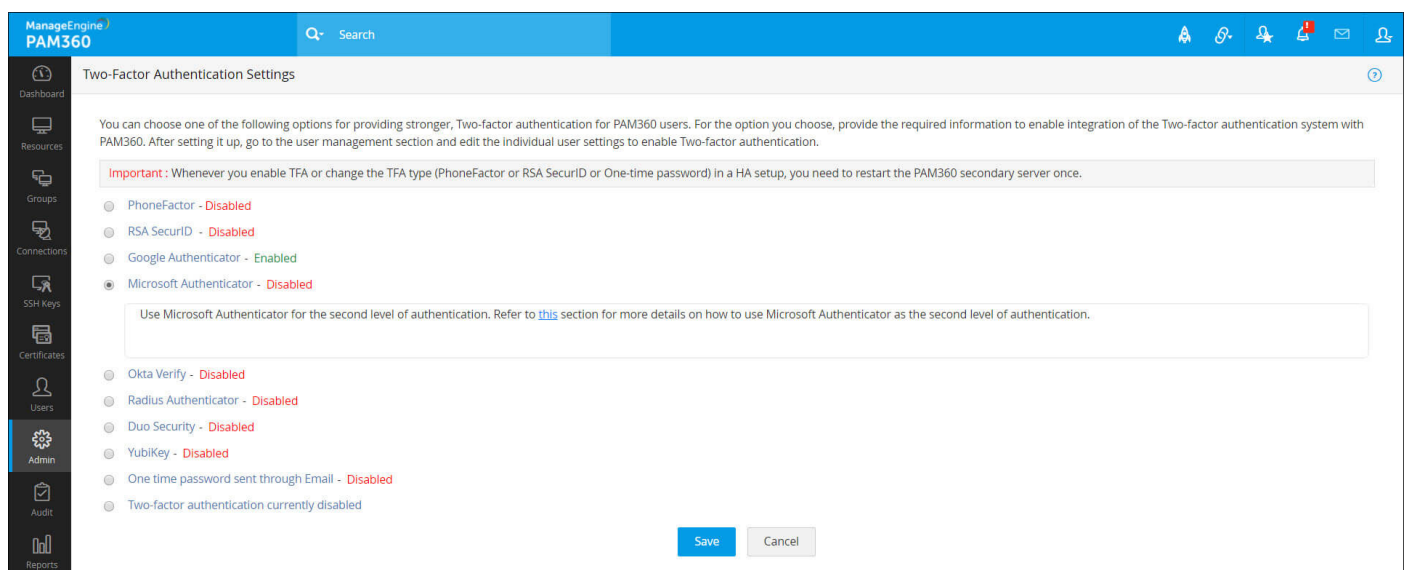 ManageEngine
PAM360
Search
Dashboard
Resources
Groups
Connections
SSH Keys
Certificates
Users
Admin
Audit
Reports
Two-Factor Authentication Settings
You can choose one of the following options for providing stronger, Two-factor authentication for PAM360 users. For the option you choose, provide the required information to enable integration of the Two-factor authentication system with
PAM360. After setting it up, go to the user management section and edit the individual user settings to enable Two-factor authentication.
Important : Whenever you enable TFA or change the TFA type (PhoneFactor or RSA SecurID or One-time password) in a HA setup, you need to restart the PAM360 secondary server once.
PhoneFactor - Disabled
RSA SecurID - Disabled
Google Authenticator - Enabled
Microsoft Authenticator - Disabled
Use Microsoft Authenticator for the second level of authentication. Refer to this section for more details on how to use Microsoft Authenticator as the second level of authentication.
Okta Verify - Disabled
Radius Authenticator - Disabled
Duo Security - Disabled
YubiKey - Disabled
One time password sent through Email - Disabled
Two-factor authentication currently disabled
Save Cancel